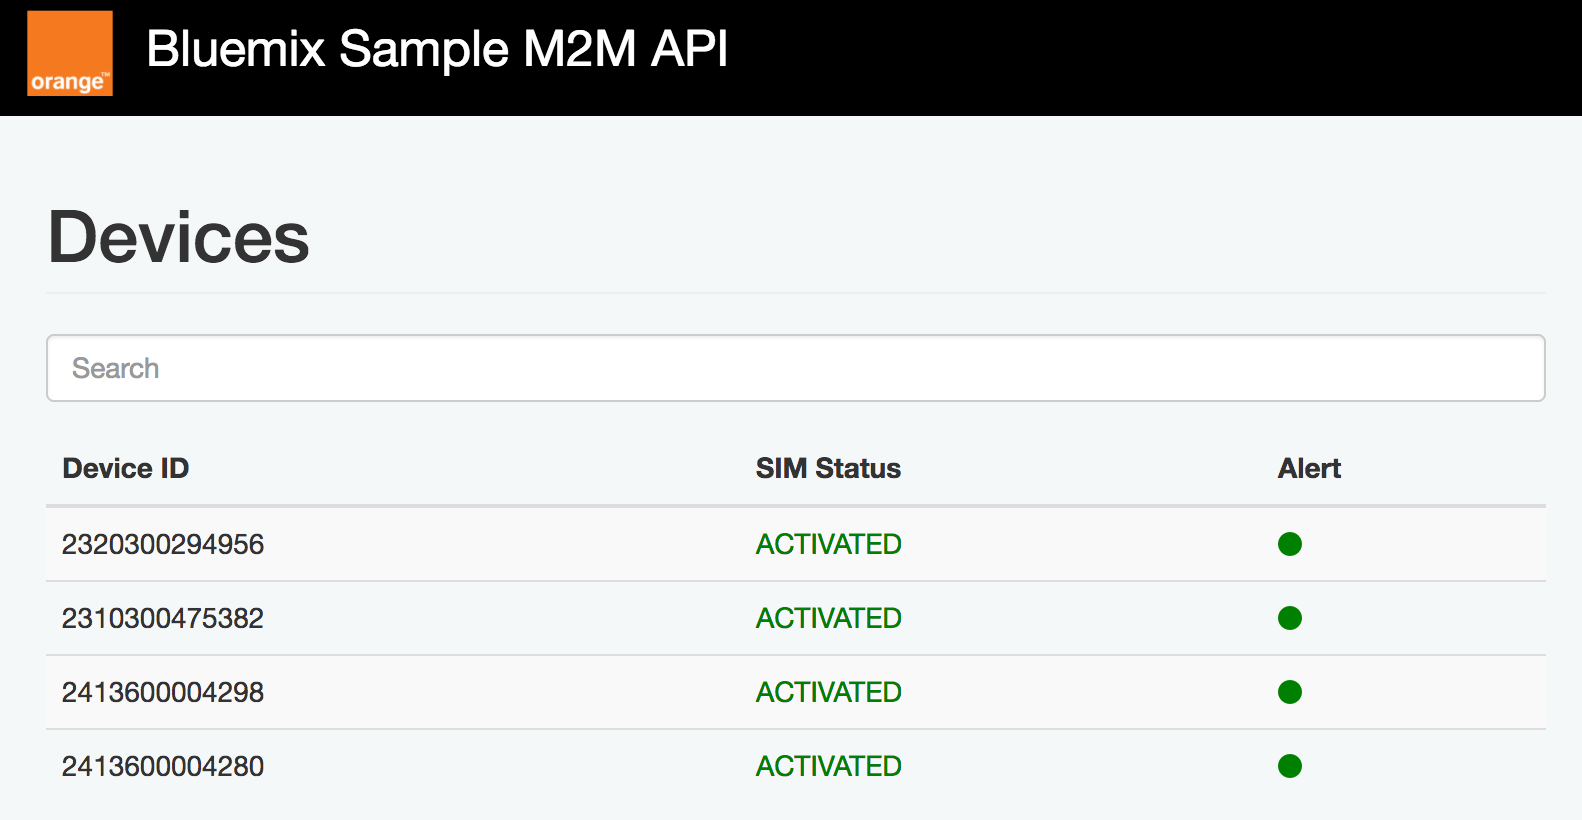 orange™
Bluemix Sample M2M API
Devices
Search
Device ID SIM Status Alert
2320300294956 ACTIVATED
2310300475382 ACTIVATED
2413600004298 ACTIVATED
2413600004280 ACTIVATED